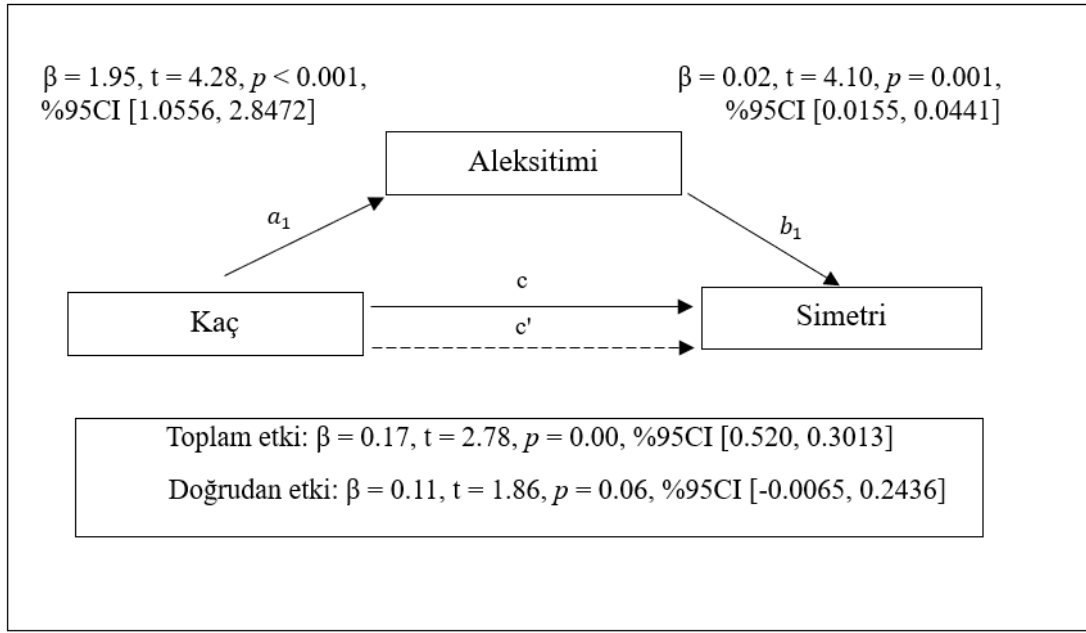 β = 1.95, t = 4.28, p < 0.001,
%95CI [1.0556, 2.8472]
β = 0.02, t = 4.10, p = 0.001,
%95CI [0.0155, 0.0441]
Aleksitimi
a₁
b₁
c
Kaç
Simetri
c'
Toplam etki: β = 0.17, t = 2.78, p = 0.00, %95CI [0.520, 0.3013]
Doğrudan etki: β = 0.11, t = 1.86, p = 0.06, %95CI [-0.0065, 0.2436]